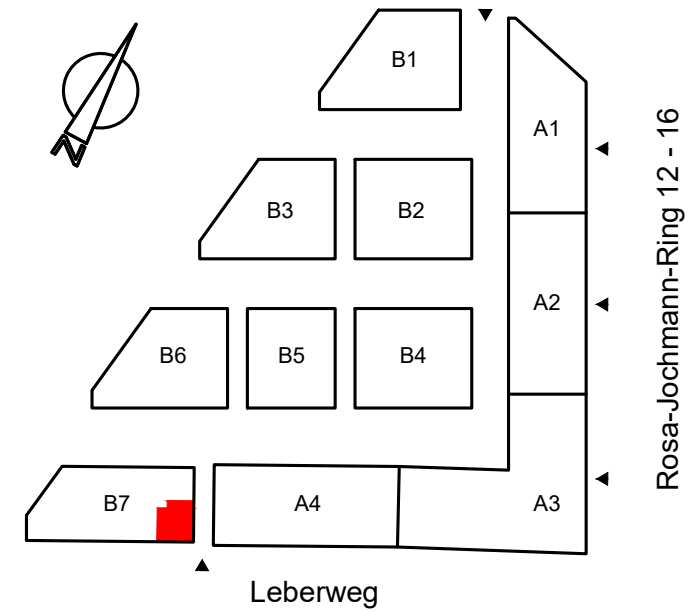 B1
A1
B3
B2
A2
B6
B5
B4
B7
A4
A3
N
Rosa-Jochmann-Ring 12 - 16
Leberweg